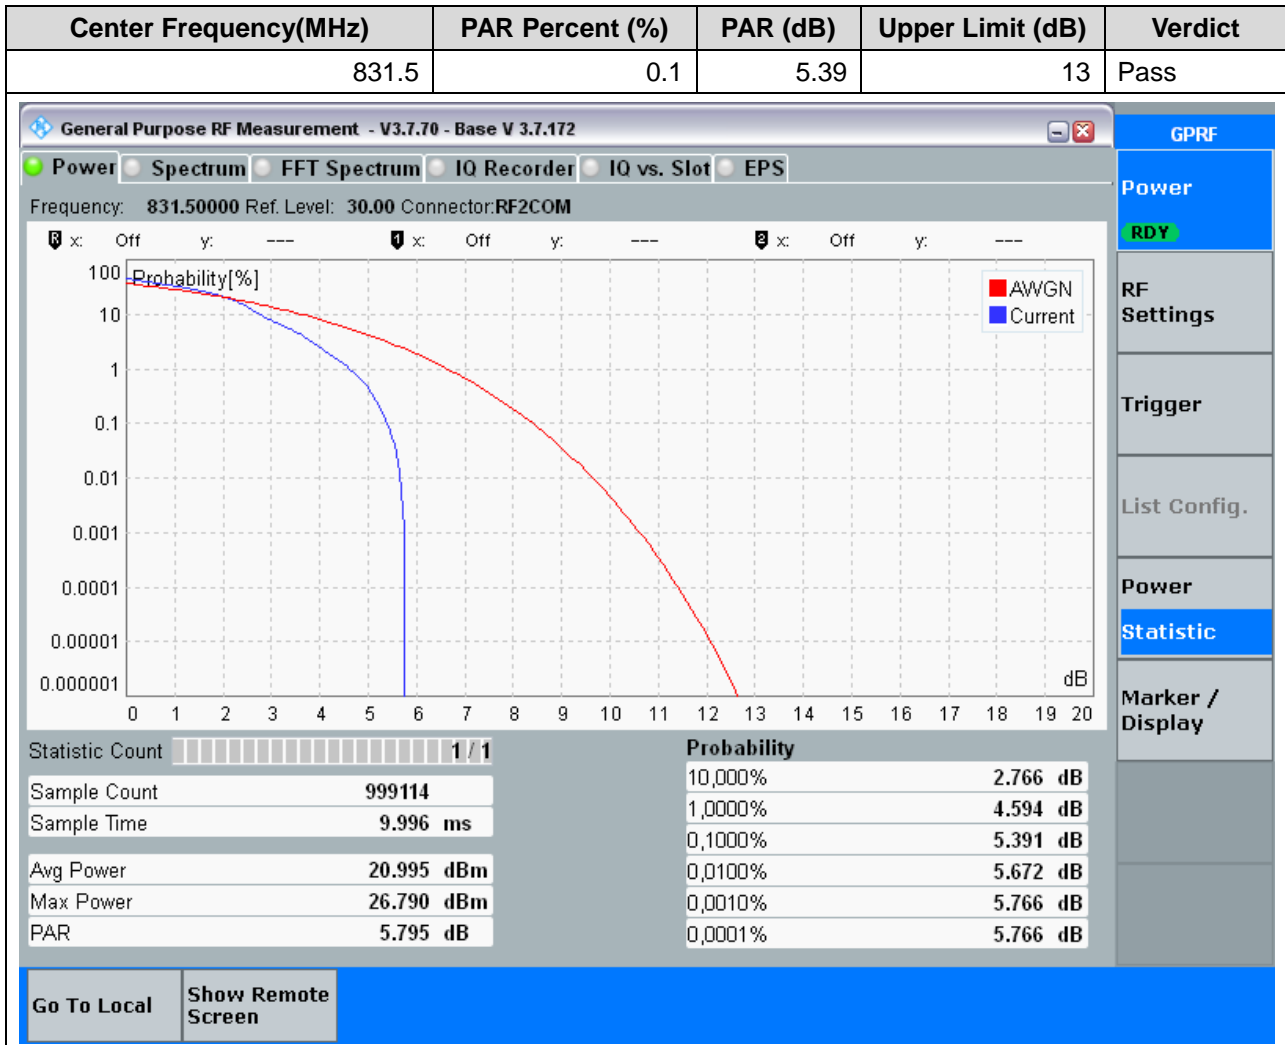 Center Frequency(MHz) PAR Percent (%) PAR (dB) Upper Limit (dB) Verdict
831.5 0.1 5.39 13 Pass
General Purpose RF Measurement - V3.7.70 - Base V 3.7.172
GPRF
Power Spectrum FFT Spectrum IQ Recorder IQ vs. Slot EPS
Frequency: 831.50000 Ref. Level: 30.00 Connector:RF2COM
R x: Off y: --- 1 x: Off y: --- 2 x: Off y: ---
Probability[%]
AWGN
Current
100
10
1
0.1
0.01
0.001
0.0001
0.00001
0.000001
dB
0 1 2 3 4 5 6 7 8 9 10 11 12 13 14 15 16 17 18 19 20
Statistic Count 1 / 1
Sample Count 999114
Sample Time 9.996 ms
Avg Power 20.995 dBm
Max Power 26.790 dBm
PAR 5.795 dB
Probability
10,000% 2.766 dB
1,0000% 4.594 dB
0,1000% 5.391 dB
0,0100% 5.672 dB
0,0010% 5.766 dB
0,0001% 5.766 dB
Power
RDY
RF
Settings
Trigger
List Config.
Power
Statistic
Marker /
Display
Go To Local
Show Remote
Screen